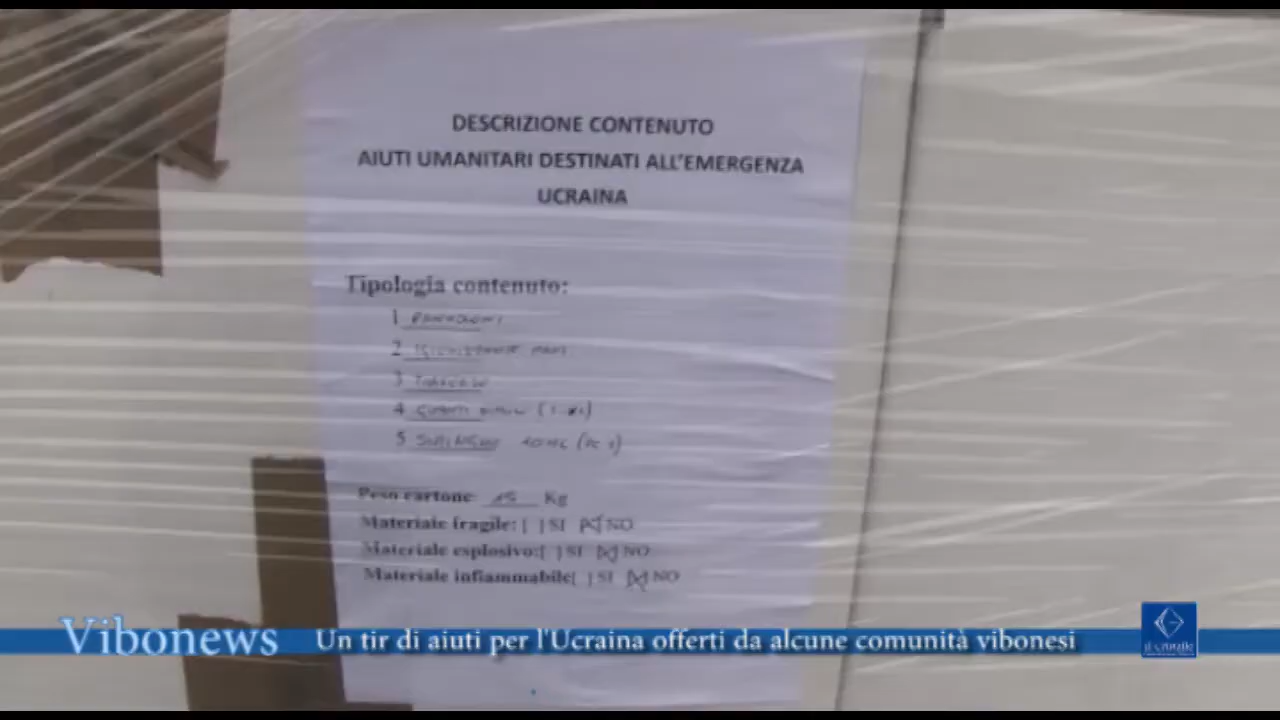 DESCRIZIONE CONTENUTO
AIUTI UMANITARI DESTINATI ALL'EMERGENZA
UCRAINA
Tipologia contenuto:
1
2
3
4
5 SIRINGHE
Peso cartone 15 Kg
Materiale fragile:[ ] SI [X] NO
Materiale esplosivo:[ ] SI [X] NO
Materiale infiammabile[ ] SI [X] NO
Vibonews Un tir di aiuti per l'Ucraina offerti da alcune comunità vibonesi